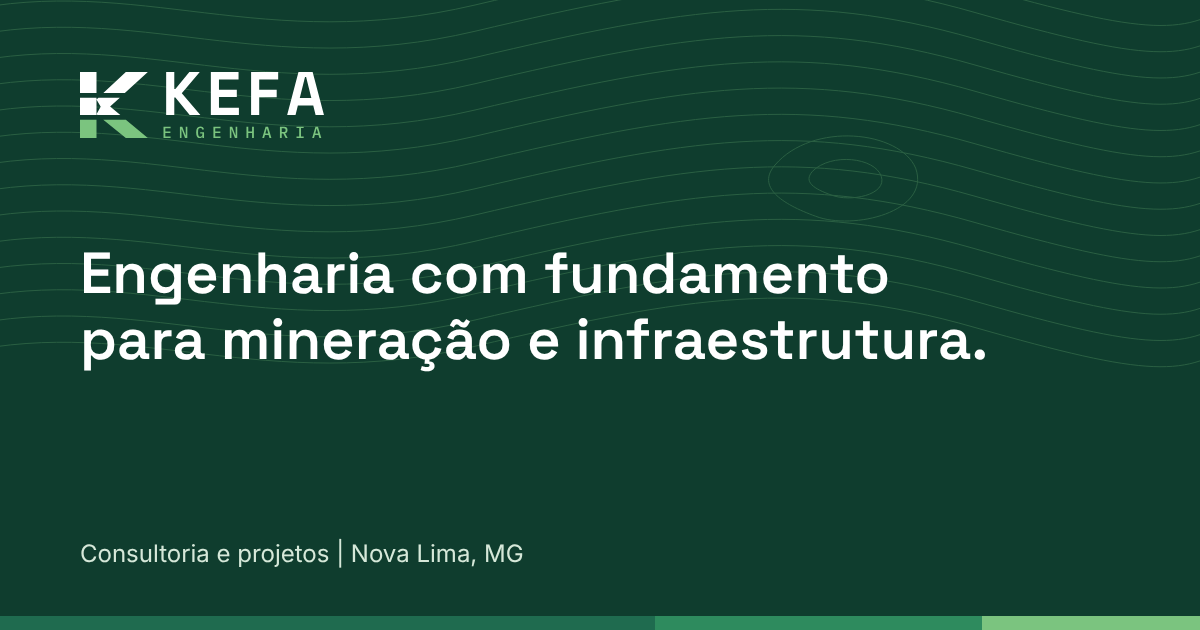 KEFA
ENGENHARIA
Engenharia com fundamento
para mineração e infraestrutura.
Consultoria e projetos | Nova Lima, MG